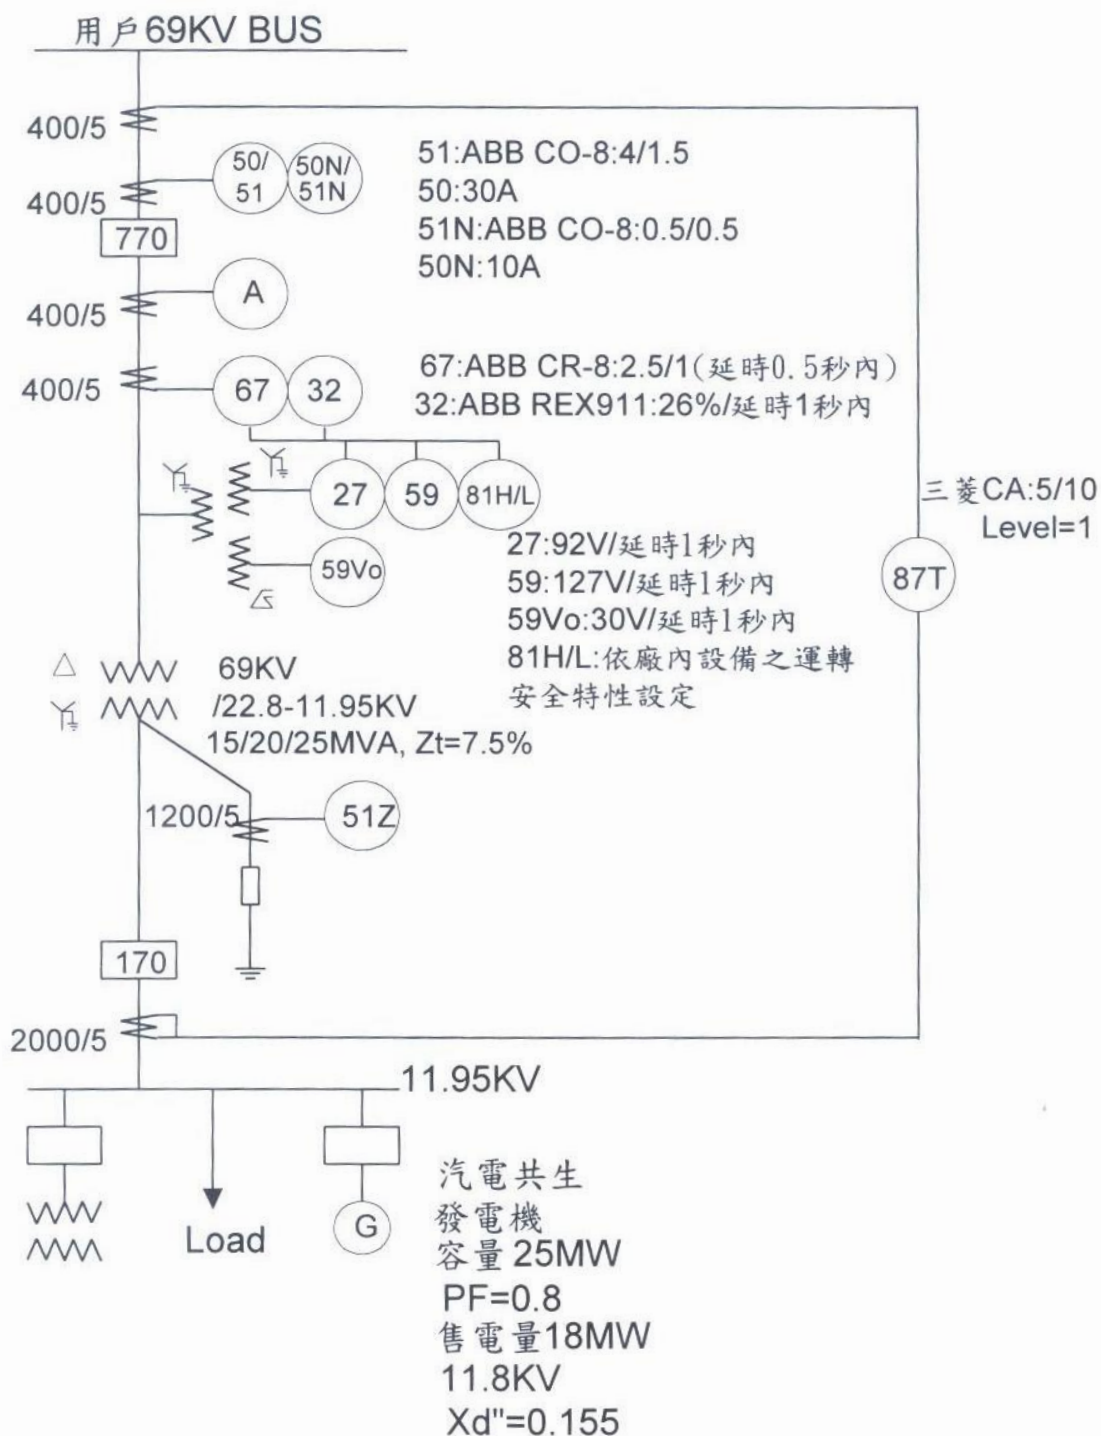 用戶69KV BUS
400/5
400/5
50/
51
50N/
51N
51:ABB CO-8:4/1.5
50:30A
51N:ABB CO-8:0.5/0.5
50N:10A
770
400/5
A
400/5
67
32
67:ABB CR-8:2.5/1(延時0.5秒內)
32:ABB REX911:26%/延時1秒內
27
59
81H/L
59Vo
27:92V/延時1秒內
59:127V/延時1秒內
59Vo:30V/延時1秒內
81H/L:依廠內設備之運轉
安全特性設定
三菱CA:5/10
Level=1
87T
69KV
/22.8-11.95KV
15/20/25MVA, Zt=7.5%
1200/5
51Z
170
2000/5
11.95KV
Load
G
汽電共生
發電機
容量25MW
PF=0.8
售電量18MW
11.8KV
Xd"=0.155